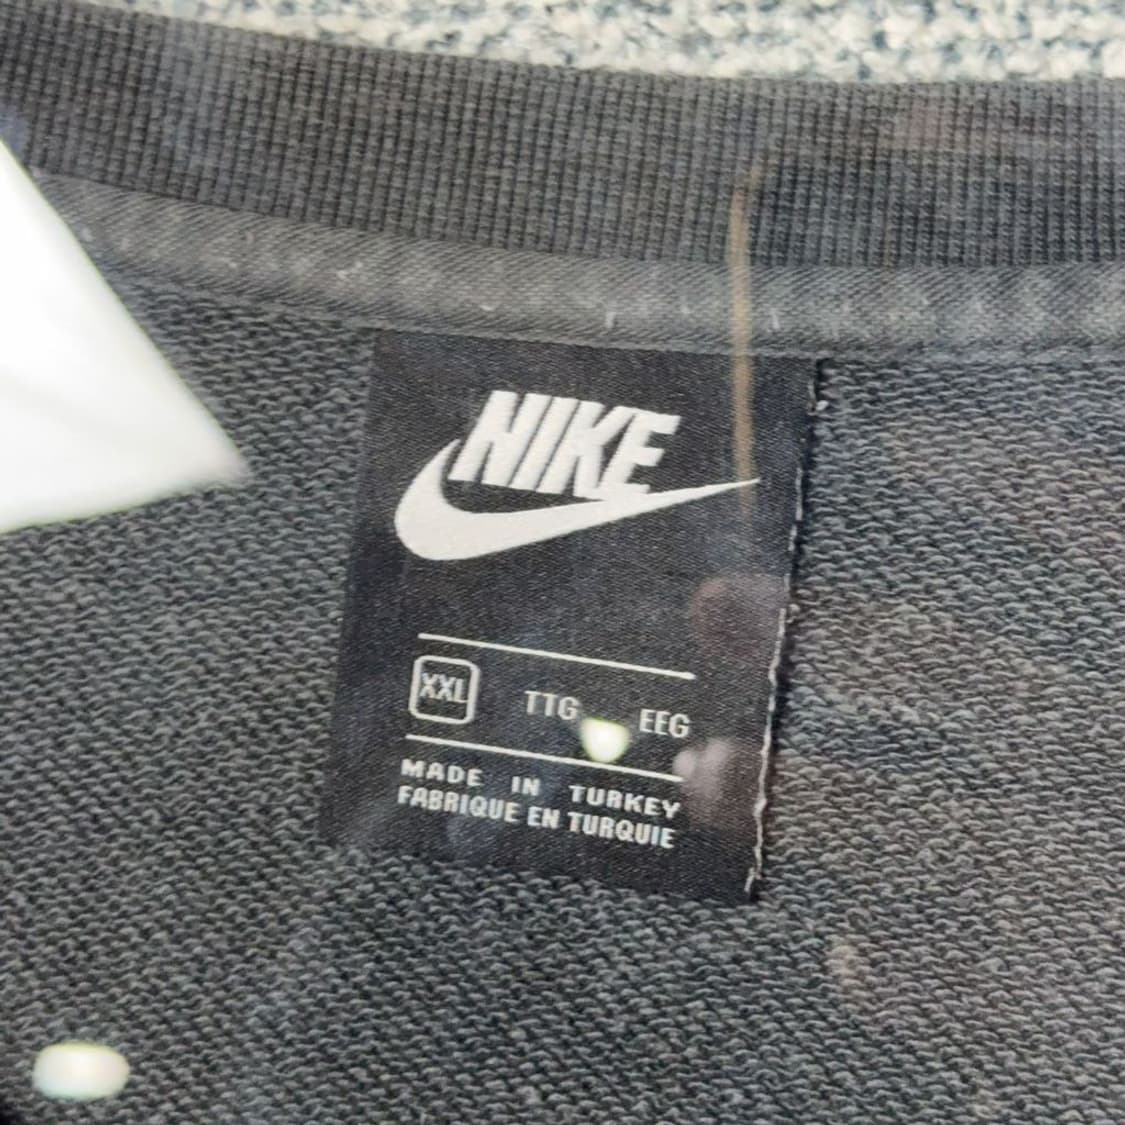 NIKE
XXL TTG EEG
MADE IN TURKEY
FABRIQUE EN TURQUIE